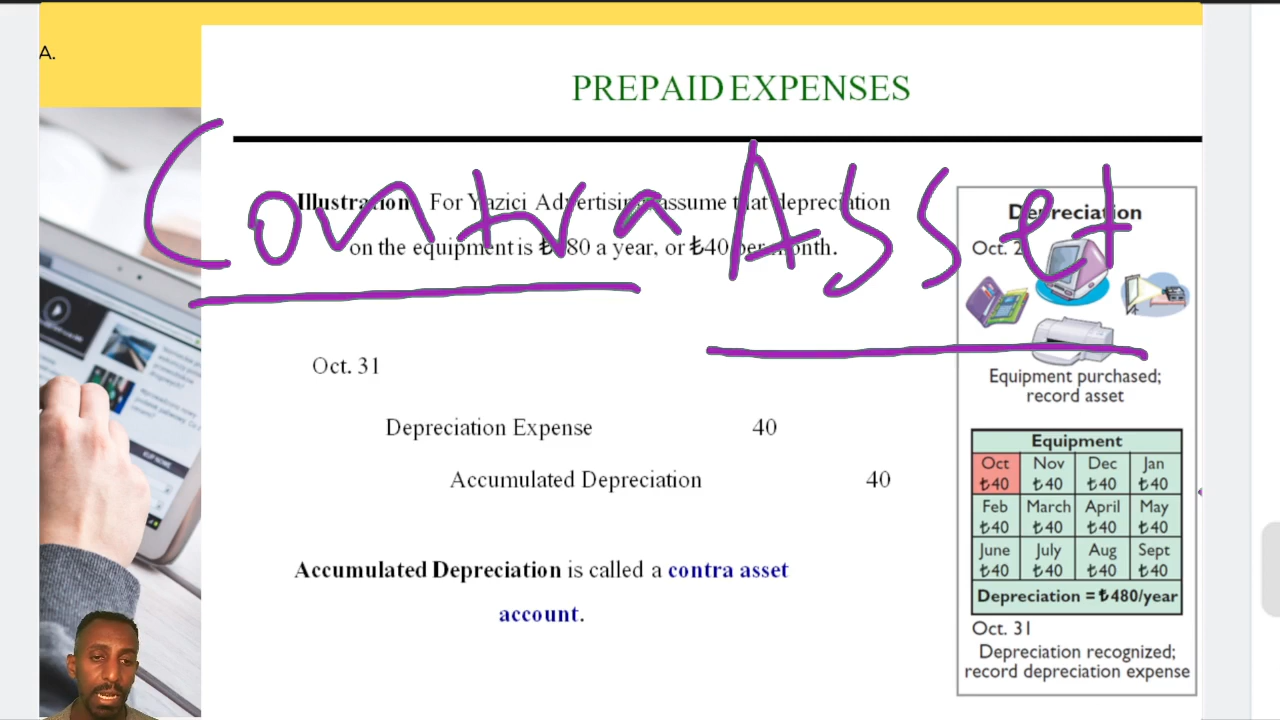 A.
PREPAID EXPENSES
Contra Asset
Illustration For Yazici Advertising, assume that depreciation
on the equipment is ₺480 a year, or ₺40 per month.
Oct. 31
Depreciation Expense 40
Accumulated Depreciation 40
Accumulated Depreciation is called a contra asset
account.
Depreciation
Oct. 2
Equipment purchased;
record asset
Equipment
Oct Nov Dec Jan
₺40 ₺40 ₺40 ₺40
Feb March April May
₺40 ₺40 ₺40 ₺40
June July Aug Sept
₺40 ₺40 ₺40 ₺40
Depreciation = ₺480/year
Oct. 31
Depreciation recognized;
record depreciation expense